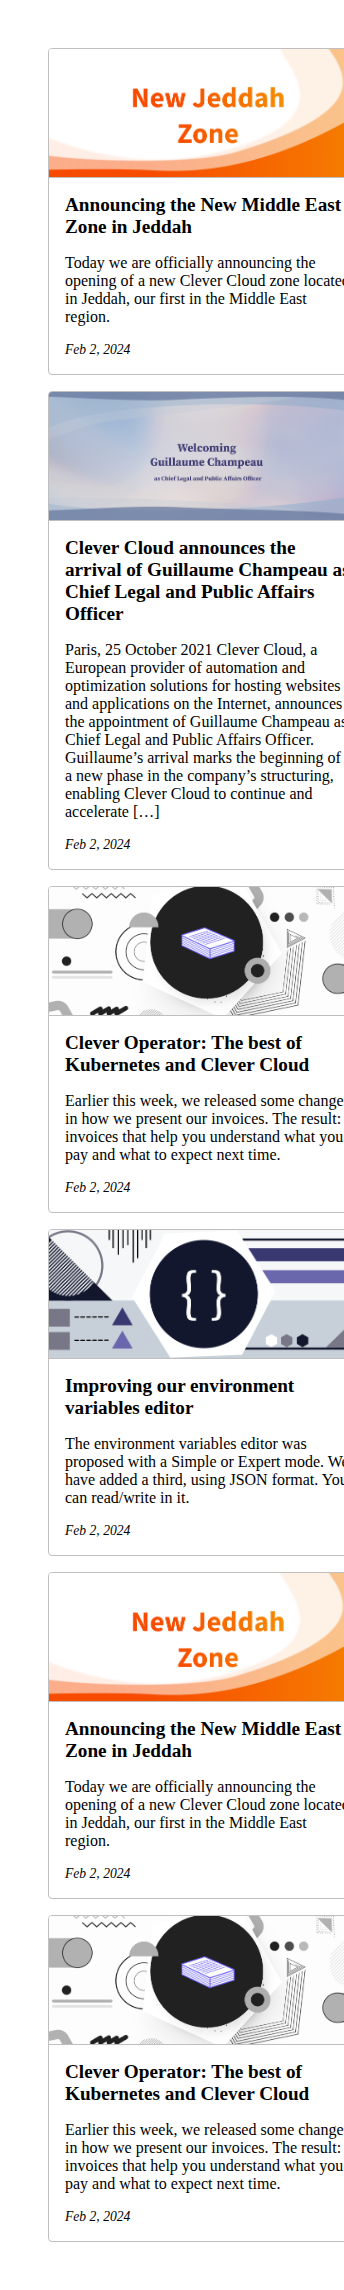 New Jeddah
Zone
Announcing the New Middle East
Zone in Jeddah
Today we are officially announcing the
opening of a new Clever Cloud zone located
in Jeddah, our first in the Middle East
region.
Feb 2, 2024
Welcoming
Guillaume Champeau
as Chief Legal and Public Affairs Officer
Clever Cloud announces the
arrival of Guillaume Champeau as
Chief Legal and Public Affairs
Officer
Paris, 25 October 2021 Clever Cloud, a
European provider of automation and
optimization solutions for hosting websites
and applications on the Internet, announces
the appointment of Guillaume Champeau as
Chief Legal and Public Affairs Officer.
Guillaume’s arrival marks the beginning of
a new phase in the company’s structuring,
enabling Clever Cloud to continue and
accelerate […]
Feb 2, 2024
Clever Operator: The best of
Kubernetes and Clever Cloud
Earlier this week, we released some change
in how we present our invoices. The result:
invoices that help you understand what you
pay and what to expect next time.
Feb 2, 2024
{ }
Improving our environment
variables editor
The environment variables editor was
proposed with a Simple or Expert mode. We
have added a third, using JSON format. You
can read/write in it.
Feb 2, 2024
New Jeddah
Zone
Announcing the New Middle East
Zone in Jeddah
Today we are officially announcing the
opening of a new Clever Cloud zone located
in Jeddah, our first in the Middle East
region.
Feb 2, 2024
Clever Operator: The best of
Kubernetes and Clever Cloud
Earlier this week, we released some change
in how we present our invoices. The result:
invoices that help you understand what you
pay and what to expect next time.
Feb 2, 2024